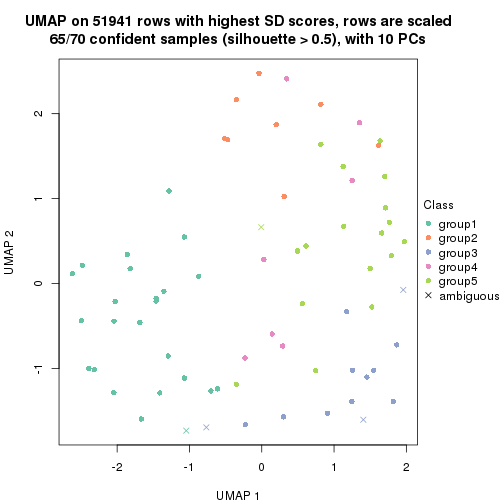 UMAP on 51941 rows with highest SD scores, rows are scaled
65/70 confident samples (silhouette > 0.5), with 10 PCs
2
1
0
-1
UMAP 2
-2
-1
0
1
2
UMAP 1
Class
group1
group2
group3
group4
group5
ambiguous